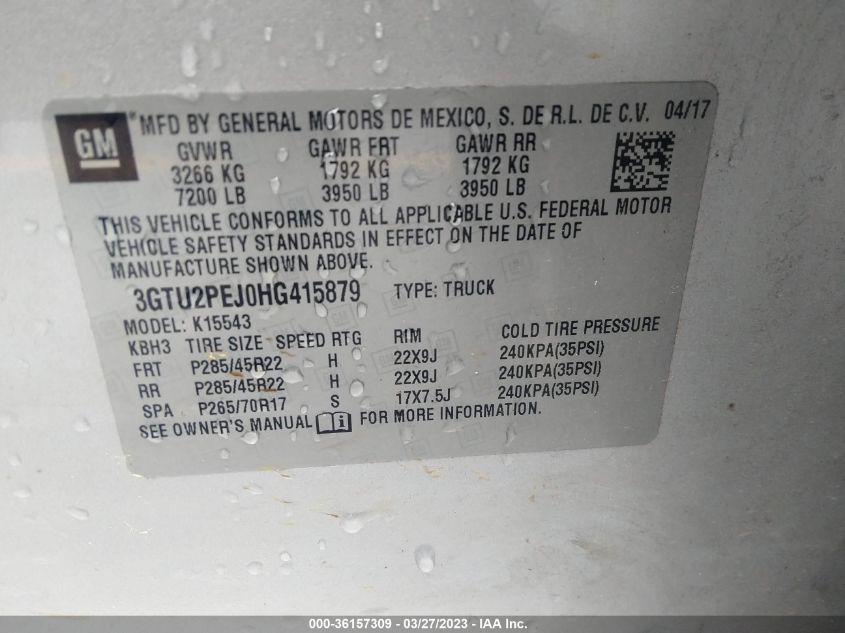 GM
*MFD BY GENERAL MOTORS DE MEXICO, S. DE R.L. DE C.V. 04/17
GVWR GAWR FRT GAWR RR
3266 KG 1792 KG 1792 KG
7200 LB 3950 LB 3950 LB
THIS VEHICLE CONFORMS TO ALL APPLICABLE U.S. FEDERAL MOTOR
VEHICLE SAFETY STANDARDS IN EFFECT ON THE DATE OF
MANUFACTURE SHOWN ABOVE.
3GTU2PEJ0HG415879 TYPE: TRUCK
MODEL: K15543
KBH3 TIRE SIZE SPEED RTG RIM COLD TIRE PRESSURE
FRT P285/45R22 H 22X9J 240KPA(35PSI)
RR P285/45R22 H 22X9J 240KPA(35PSI)
SPA P265/70R17 S 17X7.5J 240KPA(35PSI)
SEE OWNER'S MANUAL i FOR MORE INFORMATION.
000-36157309 - 03/27/2023 - IAA Inc.